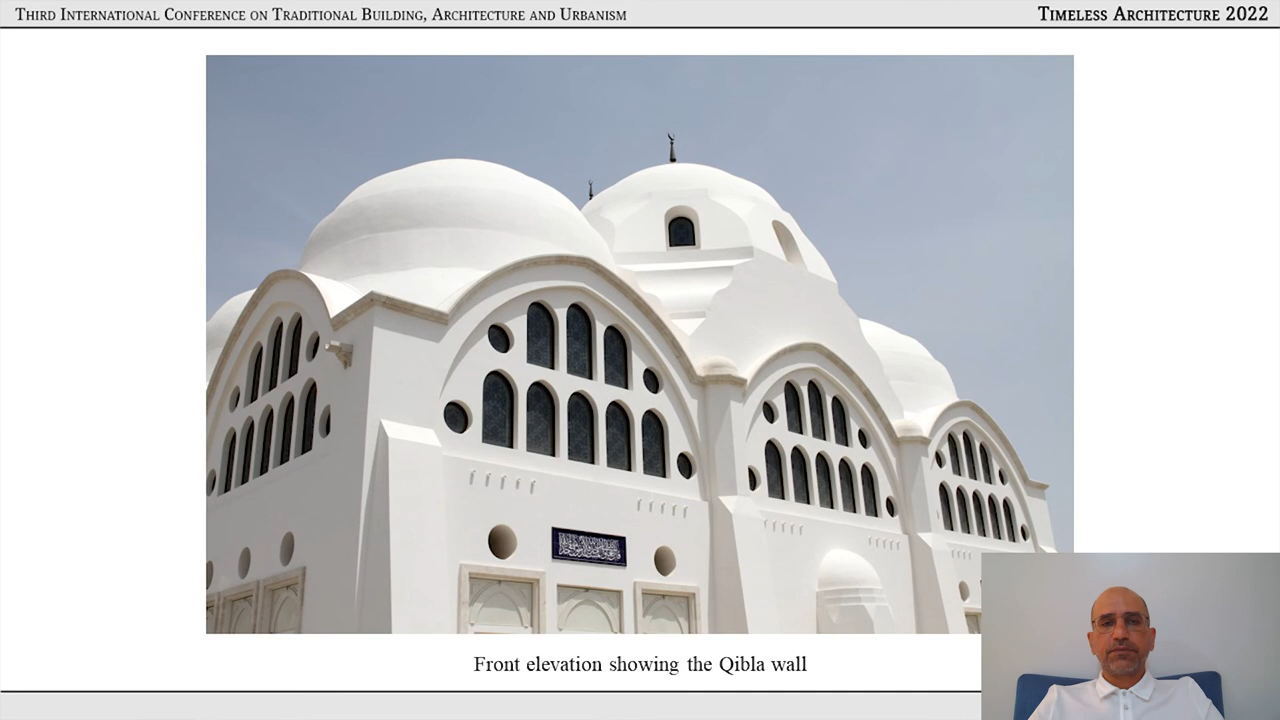 Third International Conference on Traditional Building, Architecture and Urbanism
Timeless Architecture 2022
Front elevation showing the Qibla wall